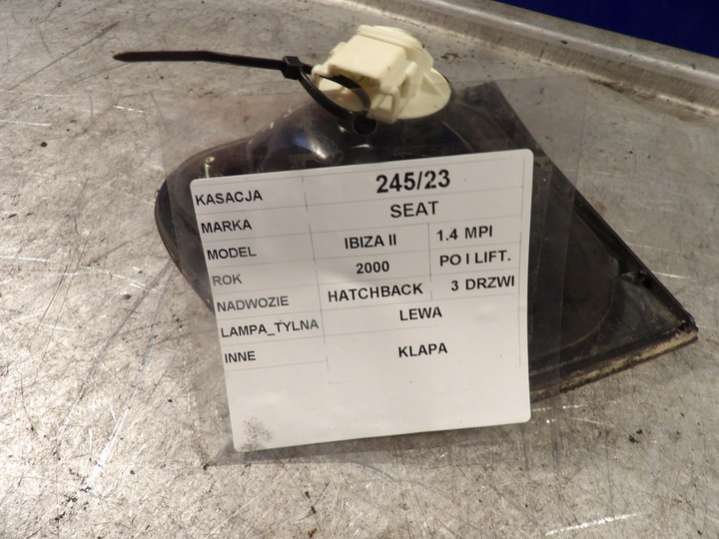 KASACJA 245/23
MARKA SEAT
MODEL IBIZA II 1.4 MPI
ROK 2000 PO I LIFT.
NADWOZIE HATCHBACK 3 DRZWI
LAMPA_TYLNA LEWA
INNE KLAPA